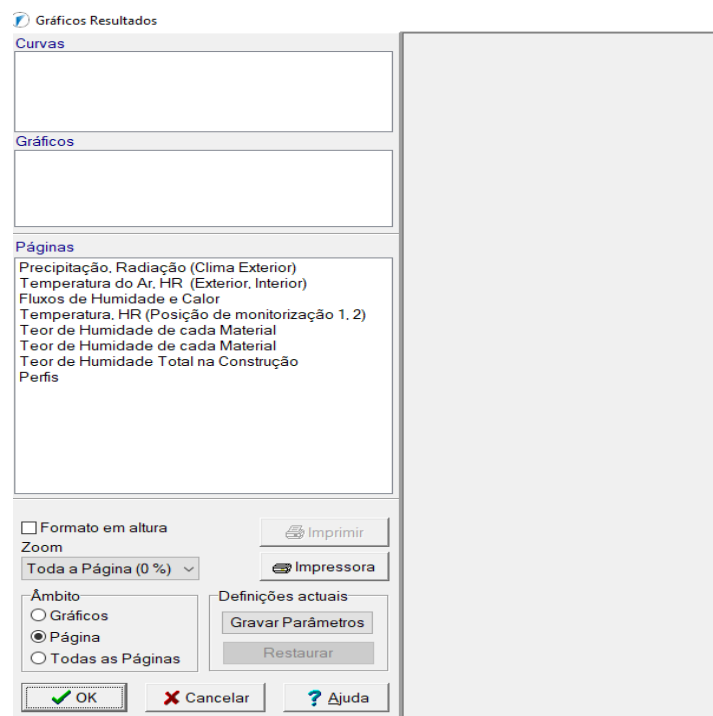 Gráficos Resultados
Curvas
Gráficos
Páginas
Precipitação, Radiação (Clima Exterior)
Temperatura do Ar, HR (Exterior, Interior)
Fluxos de Humidade e Calor
Temperatura, HR (Posição de monitorização 1, 2)
Teor de Humidade de cada Material
Teor de Humidade de cada Material
Teor de Humidade Total na Construção
Perfis
Formato em altura
Imprimir
Zoom
Toda a Página (0 %)
Impressora
Âmbito
Gráficos
Página
Todas as Páginas
Definições actuais
Gravar Parâmetros
Restaurar
OK
Cancelar
Ajuda